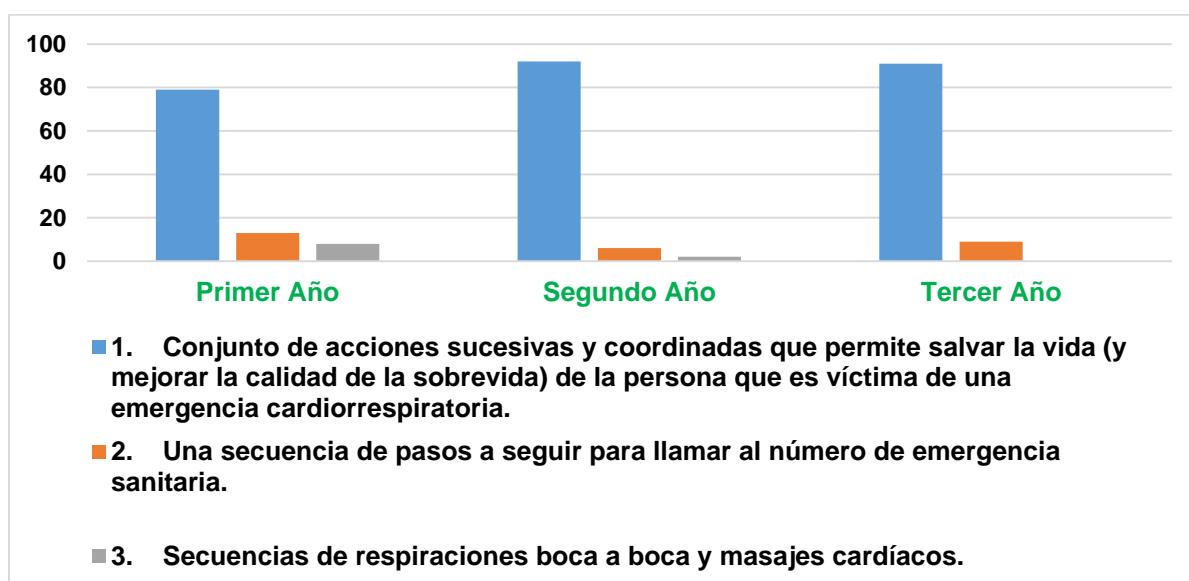 100
80
60
40
20
0
Primer Año Segundo Año Tercer Año
1. Conjunto de acciones sucesivas y coordinadas que permite salvar la vida (y
mejorar la calidad de la sobrevida) de la persona que es víctima de una
emergencia cardiorrespiratoria.
2. Una secuencia de pasos a seguir para llamar al número de emergencia
sanitaria.
3. Secuencias de respiraciones boca a boca y masajes cardíacos.